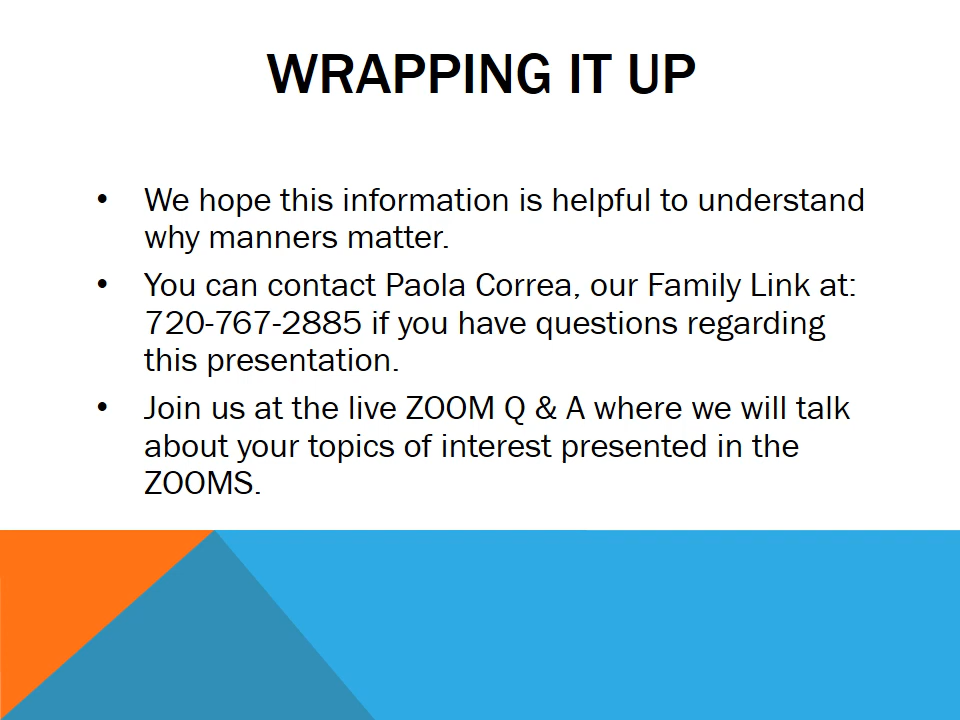 WRAPPING IT UP
• We hope this information is helpful to understand
why manners matter.
• You can contact Paola Correa, our Family Link at:
720-767-2885 if you have questions regarding
this presentation.
• Join us at the live ZOOM Q & A where we will talk
about your topics of interest presented in the
ZOOMS.